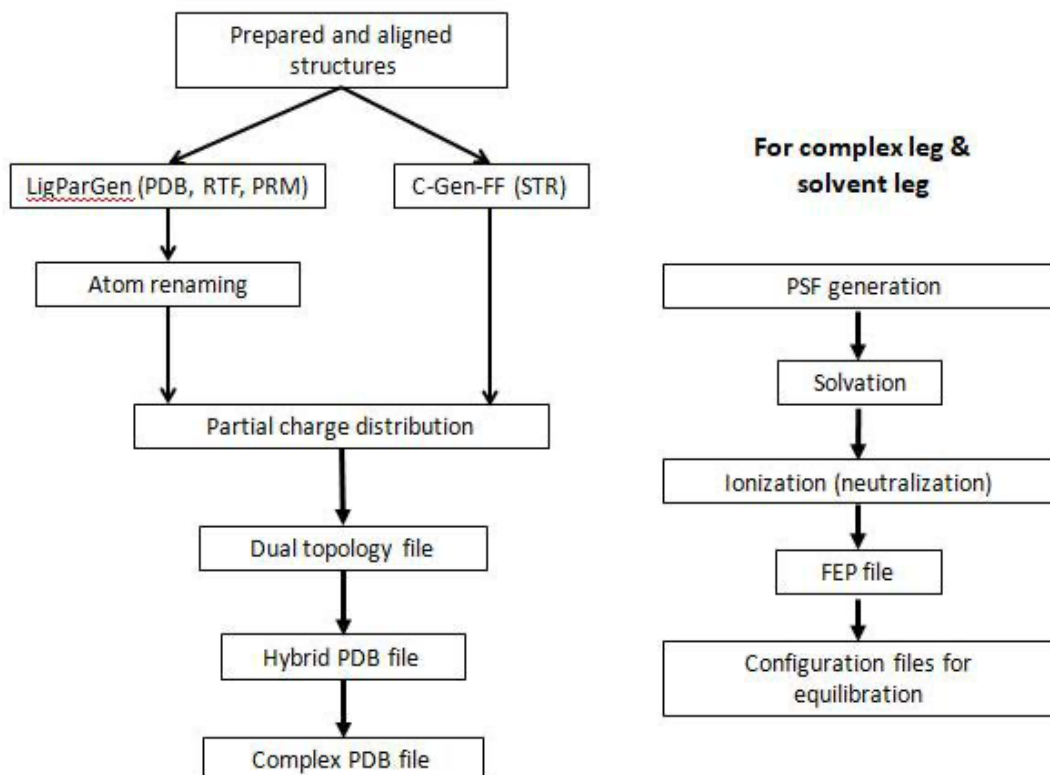 Prepared and aligned
structures
LigParGen (PDB, RTF, PRM)
C-Gen-FF (STR)
Atom renaming
Partial charge distribution
Dual topology file
Hybrid PDB file
Complex PDB file
For complex leg &
solvent leg
PSF generation
Solvation
Ionization (neutralization)
FEP file
Configuration files for
equilibration